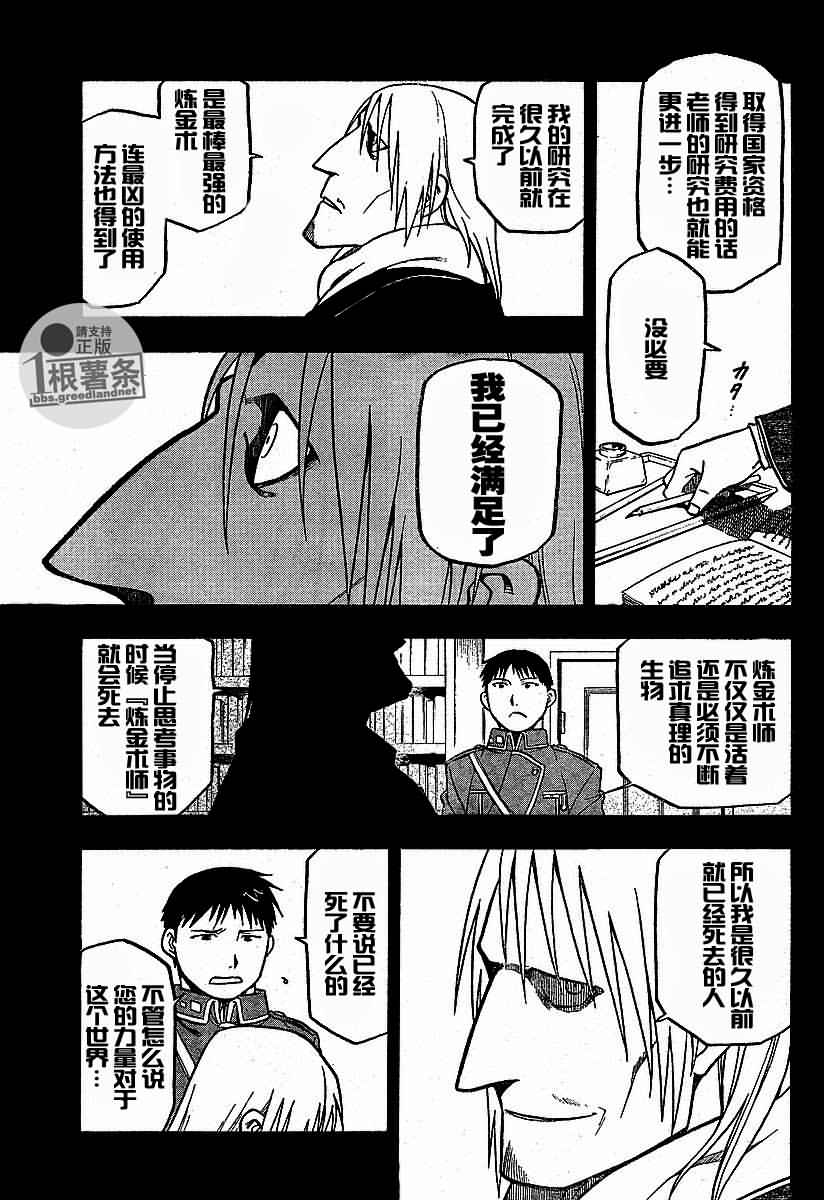 取得国家资格
得到研究费用的话
老师的研究也就能
更进一步…
没必要
カタ…
我的研究在
很久以前就
完成了
是最棒最强的
炼金术
连最凶的使用
方法也得到了
請支持
正版
1根薯条
bbs.greedland.net
我已经满足了
炼金术师
不仅仅是活着
还是必须不断
追求真理的
生物
当停止思考事物的
时候『炼金术师』
就会死去
所以我是很久以前
就已经死去的人
不要说已经
死了什么的
不管怎么说
您的力量对于
这个世界…